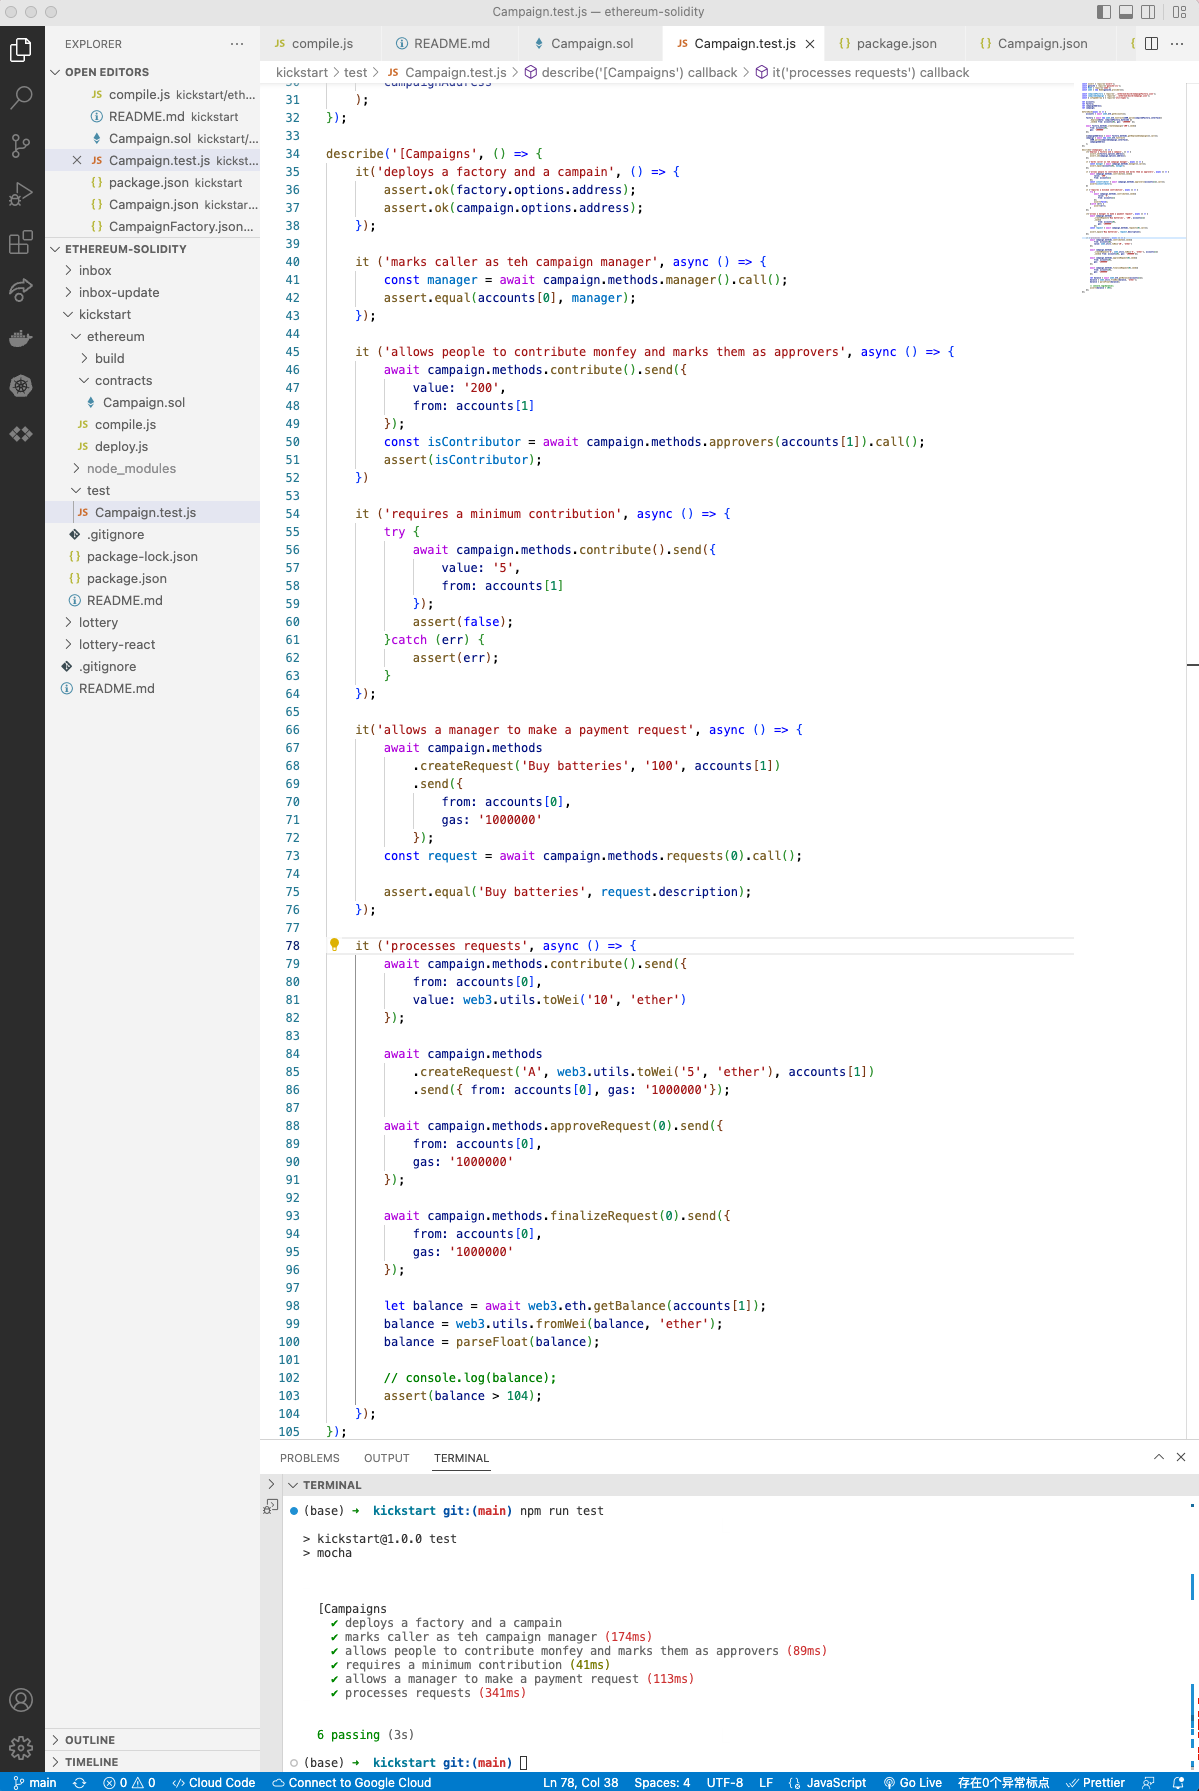 Campaign.test.js — ethereum-solidity
EXPLORER
OPEN EDITORS
JS compile.js kickstart/eth...
README.md kickstart
Campaign.sol kickstart/...
JS Campaign.test.js kickst...
{} package.json kickstart
{} Campaign.json kickstar...
{} CampaignFactory.json...
ETHEREUM-SOLIDITY
inbox
inbox-update
kickstart
ethereum
build
contracts
Campaign.sol
JS compile.js
JS deploy.js
node_modules
test
JS Campaign.test.js
.gitignore
{} package-lock.json
{} package.json
README.md
lottery
lottery-react
.gitignore
README.md
OUTLINE
TIMELINE
JS compile.js
README.md
Campaign.sol
JS Campaign.test.js
{} package.json
{} Campaign.json
kickstart > test > JS Campaign.test.js > describe('[Campaigns') callback > it('processes requests') callback
30 campaignAddress
31 );
32 });
33
34 describe('[Campaigns', () => {
35 it('deploys a factory and a campain', () => {
36 assert.ok(factory.options.address);
37 assert.ok(campaign.options.address);
38 });
39
40 it ('marks caller as teh campaign manager', async () => {
41 const manager = await campaign.methods.manager().call();
42 assert.equal(accounts[0], manager);
43 });
44
45 it ('allows people to contribute monfey and marks them as approvers', async () => {
46 await campaign.methods.contribute().send({
47 value: '200',
48 from: accounts[1]
49 });
50 const isContributor = await campaign.methods.approvers(accounts[1]).call();
51 assert(isContributor);
52 })
53
54 it ('requires a minimum contribution', async () => {
55 try {
56 await campaign.methods.contribute().send({
57 value: '5',
58 from: accounts[1]
59 });
60 assert(false);
61 }catch (err) {
62 assert(err);
63 }
64 });
65
66 it('allows a manager to make a payment request', async () => {
67 await campaign.methods
68 .createRequest('Buy batteries', '100', accounts[1])
69 .send({
70 from: accounts[0],
71 gas: '1000000'
72 });
73 const request = await campaign.methods.requests(0).call();
74
75 assert.equal('Buy batteries', request.description);
76 });
77
78 it ('processes requests', async () => {
79 await campaign.methods.contribute().send({
80 from: accounts[0],
81 value: web3.utils.toWei('10', 'ether')
82 });
83
84 await campaign.methods
85 .createRequest('A', web3.utils.toWei('5', 'ether'), accounts[1])
86 .send({ from: accounts[0], gas: '1000000'});
87
88 await campaign.methods.approveRequest(0).send({
89 from: accounts[0],
90 gas: '1000000'
91 });
92
93 await campaign.methods.finalizeRequest(0).send({
94 from: accounts[0],
95 gas: '1000000'
96 });
97
98 let balance = await web3.eth.getBalance(accounts[1]);
99 balance = web3.utils.fromWei(balance, 'ether');
100 balance = parseFloat(balance);
101
102 // console.log(balance);
103 assert(balance > 104);
104 });
105 });
PROBLEMS OUTPUT TERMINAL
TERMINAL
(base) ➜ kickstart git:(main) npm run test
> kickstart@1.0.0 test
> mocha
[Campaigns
✔ deploys a factory and a campain
✔ marks caller as teh campaign manager (174ms)
✔ allows people to contribute monfey and marks them as approvers (89ms)
✔ requires a minimum contribution (41ms)
✔ allows a manager to make a payment request (113ms)
✔ processes requests (341ms)
6 passing (3s)
(base) ➜ kickstart git:(main)
main 0 0 Cloud Code Connect to Google Cloud Ln 78, Col 38 Spaces: 4 UTF-8 LF {} JavaScript Go Live 存在0个异常标点 Prettier